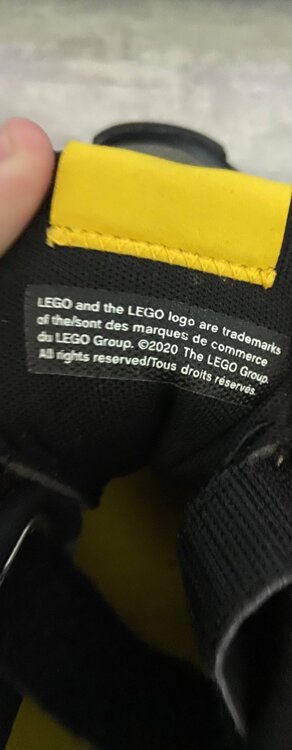 LEGO and the LEGO logo are trademarks
of the/sont des marques de commerce
du LEGO Group. ©2020 The LEGO Group.
All rights reserved/Tous droits réservés.